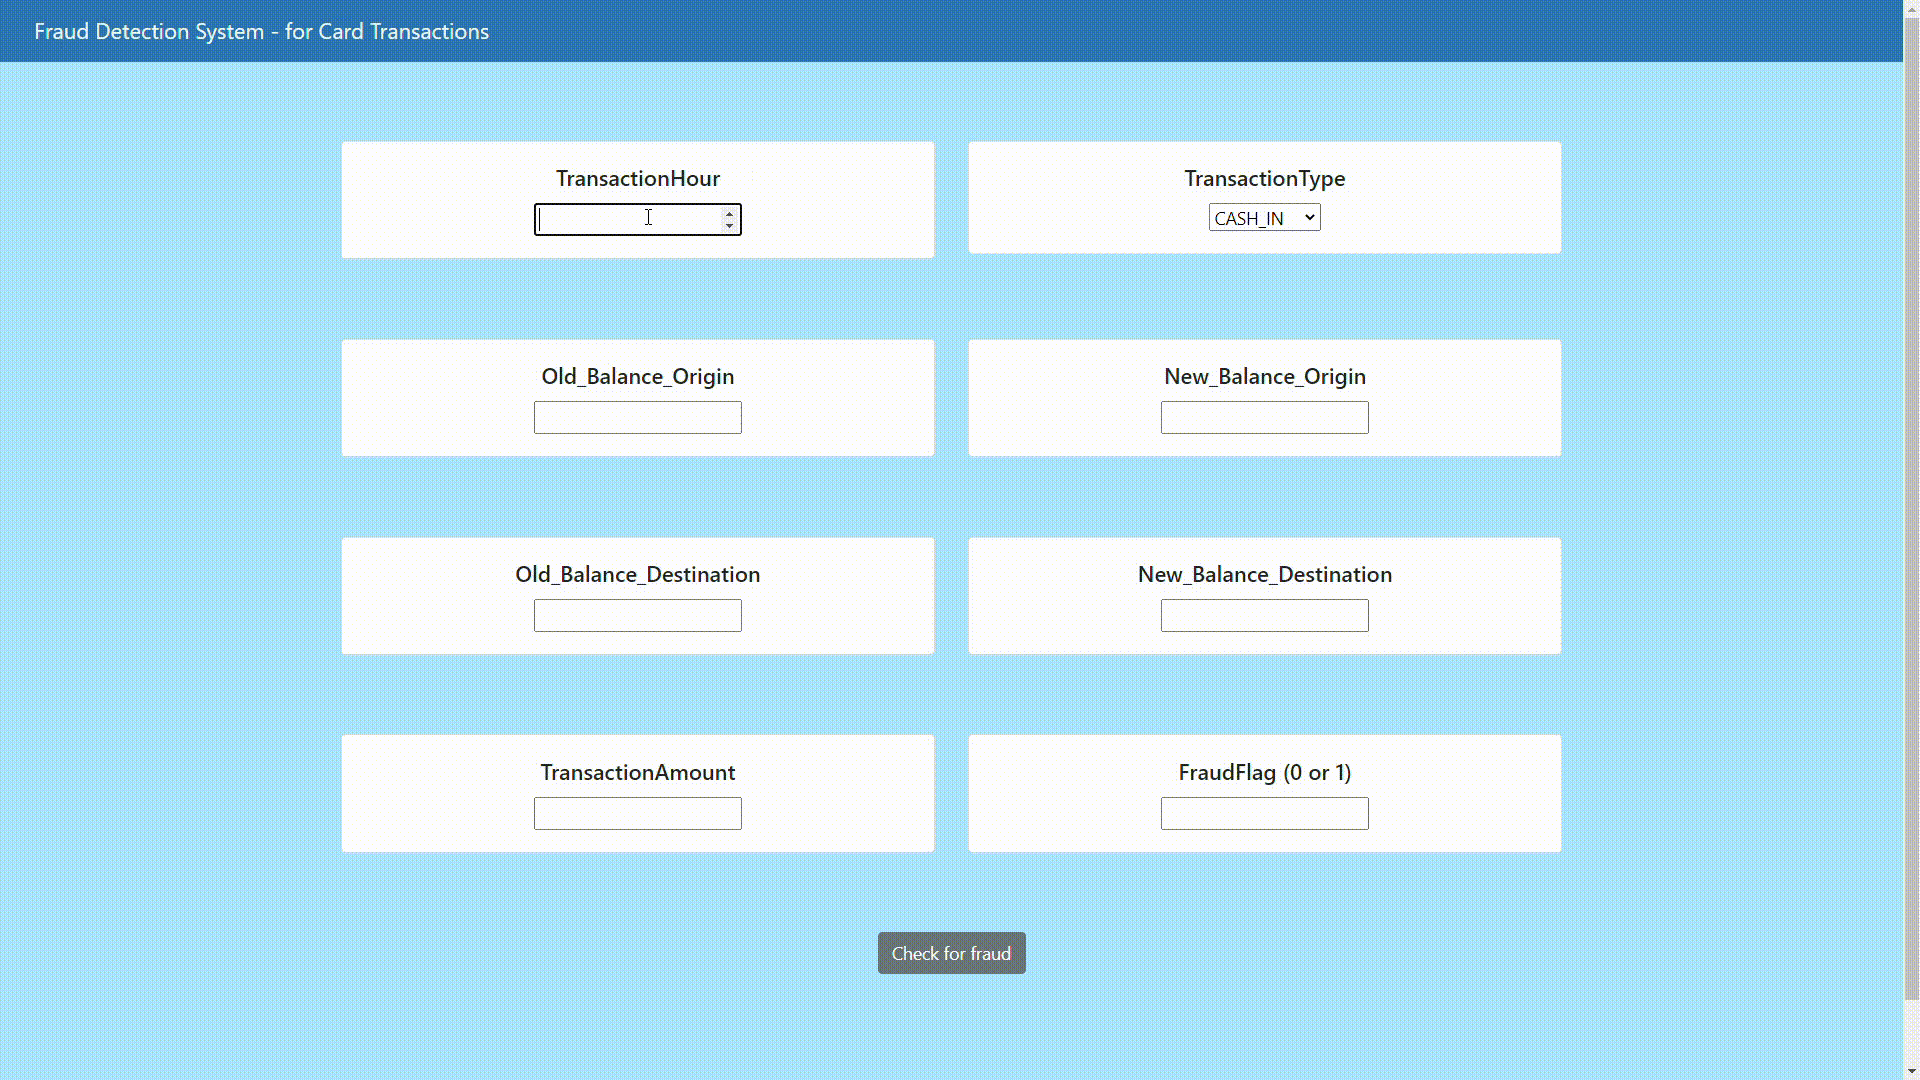 Fraud Detection System - for Card Transactions
TransactionHour
TransactionType
CASH_IN
Old_Balance_Origin
New_Balance_Origin
Old_Balance_Destination
New_Balance_Destination
TransactionAmount
FraudFlag (0 or 1)
Check for fraud